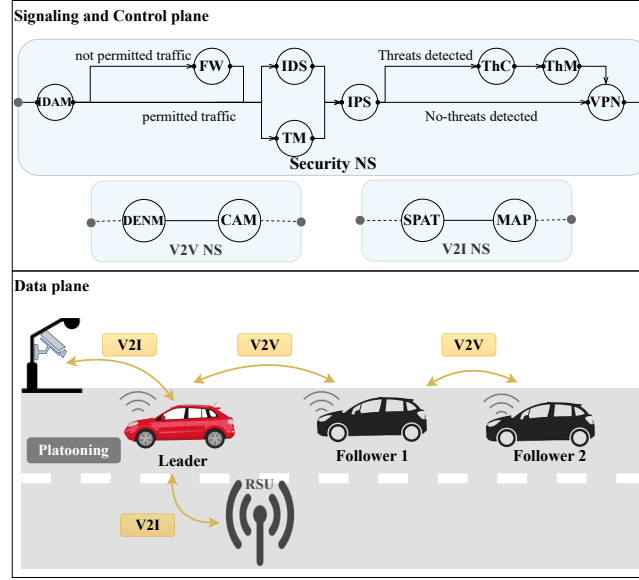 Signaling and Control plane
not permitted traffic
FW
IDS
Threats detected
ThC
ThM
IDAM
IPS
VPN
permitted traffic
No-threats detected
TM
Security NS
DENM
CAM
SPAT
MAP
V2V NS
V2I NS
Data plane
V2I
V2V
V2V
Platooning
Leader
Follower 1
Follower 2
RSU
V2I